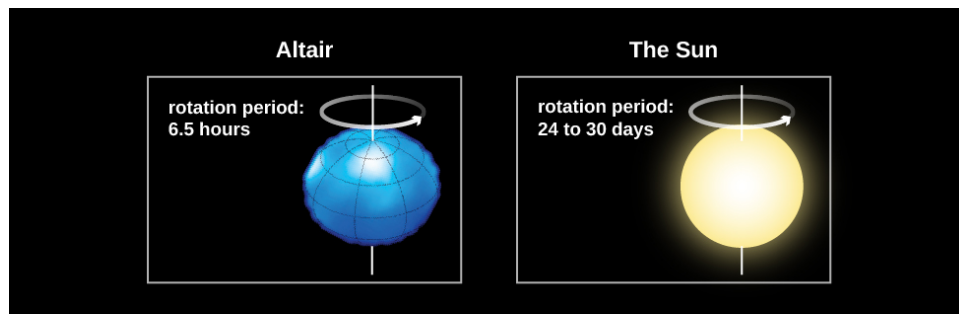 Altair
rotation period:
6.5 hours
The Sun
rotation period:
24 to 30 days